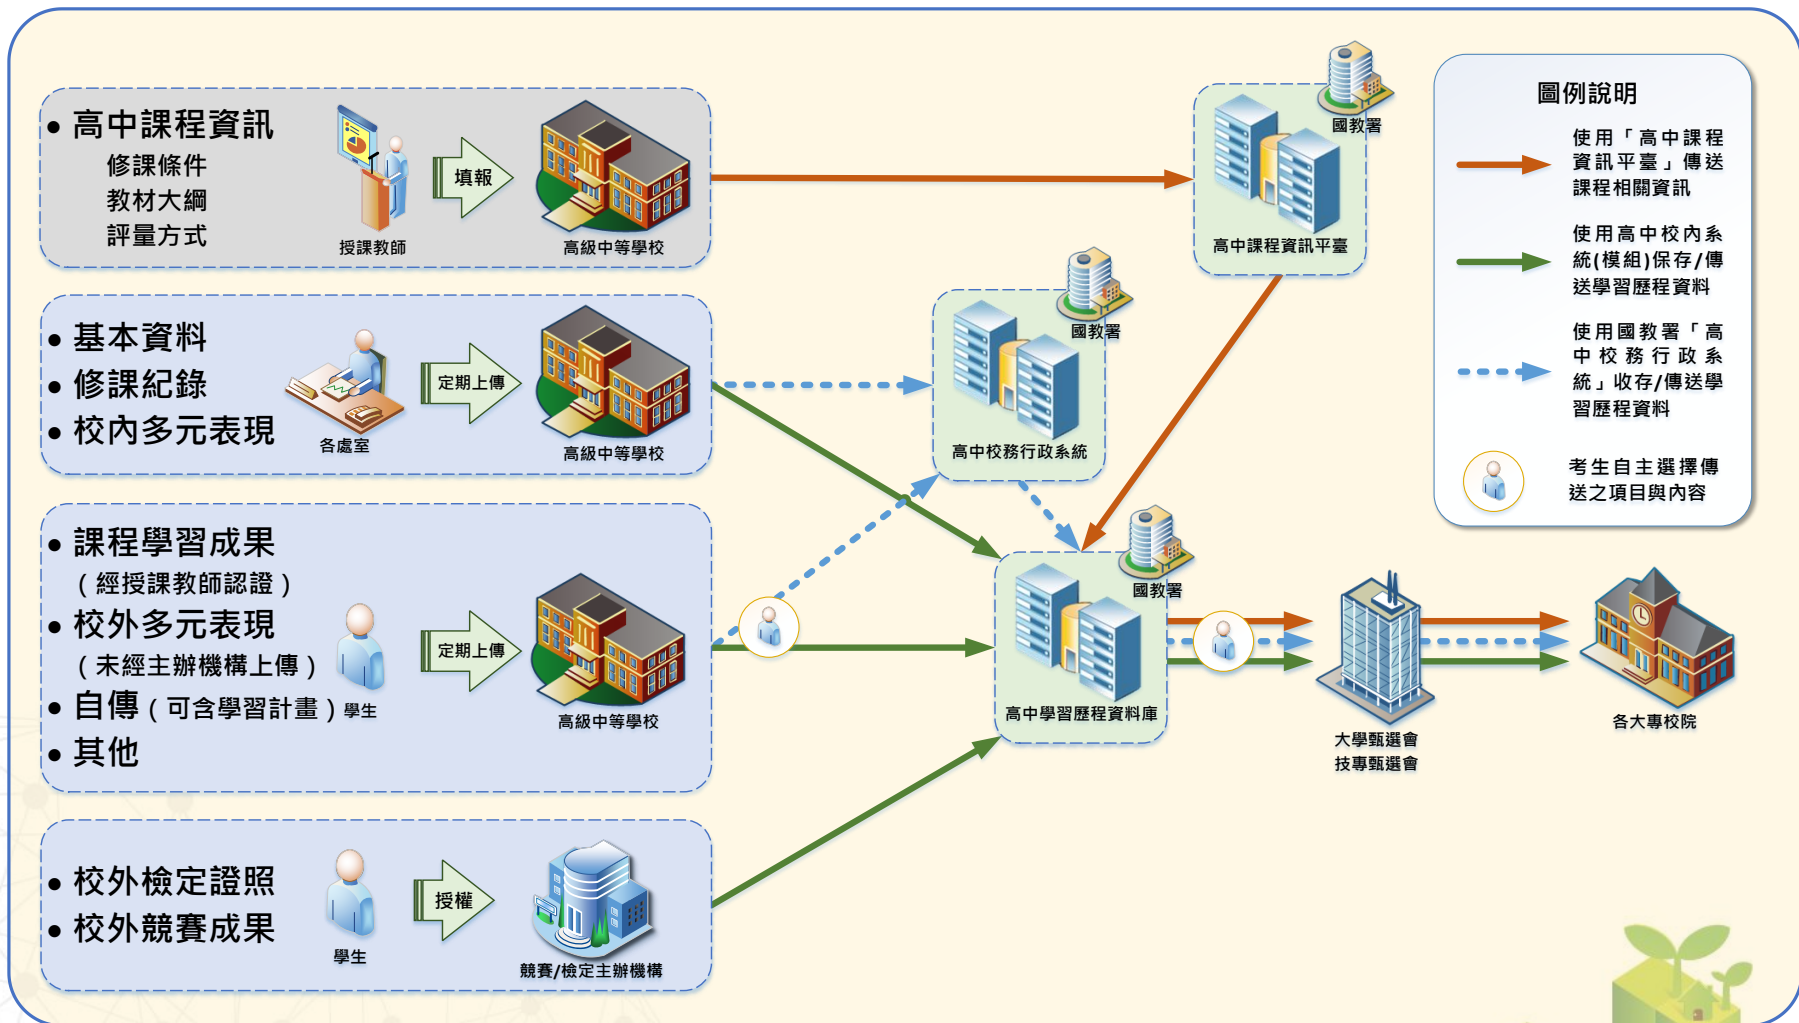 • 高中課程資訊
修課條件
教材大綱
評量方式
授課教師
填報
高級中等學校
國教署
高中課程資訊平臺
• 基本資料
• 修課紀錄
• 校內多元表現
各處室
定期上傳
高級中等學校
國教署
高中校務行政系統
• 課程學習成果
（經授課教師認證）
• 校外多元表現
（未經主辦機構上傳）
• 自傳（可含學習計畫）
• 其他
學生
定期上傳
高級中等學校
國教署
高中學習歷程資料庫
大學甄選會
技專甄選會
各大專校院
• 校外檢定證照
• 校外競賽成果
學生
授權
競賽/檢定主辦機構
圖例說明
使用「高中課程
資訊平臺」傳送
課程相關資訊
使用高中校內系
統(模組)保存/傳
送學習歷程資料
使用國教署「高
中校務行政系
統」收存/傳送學
習歷程資料
考生自主選擇傳
送之項目與內容